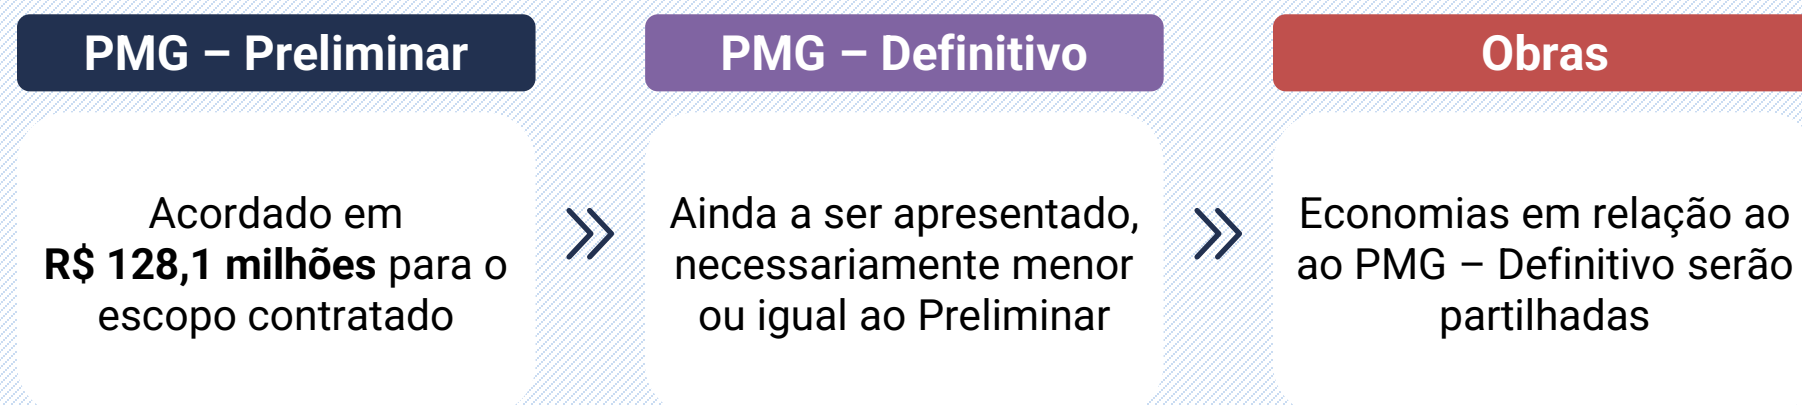 PMG – Preliminar
Acordado em
R$ 128,1 milhões para o
escopo contratado
PMG – Definitivo
Ainda a ser apresentado,
necessariamente menor
ou igual ao Preliminar
Obras
Economias em relação ao
ao PMG – Definitivo serão
partilhadas